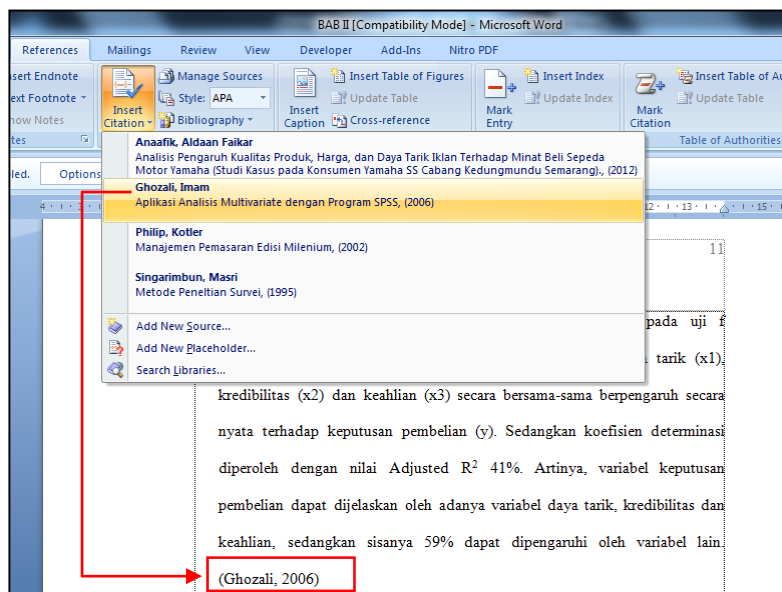 BAB II [Compatibility Mode] - Microsoft Word
References Mailings Review View Developer Add-Ins Nitro PDF
nsert Endnote
ext Footnote
how Notes
tes
Insert Citation
Manage Sources
Style: APA
Bibliography
Insert Caption
Insert Table of Figures
Update Table
Cross-reference
Mark Entry
Insert Index
Update Index
Mark Citation
Insert Table of Au
Update Table
Table of Authorities
led. Options
Anaafik, Aldaan Faikar
Analisis Pengaruh Kualitas Produk, Harga, dan Daya Tarik Iklan Terhadap Minat Beli Sepeda
Motor Yamaha (Studi Kasus pada Konsumen Yamaha SS Cabang Kedungmundu Semarang)., (2012)
Ghozali, Imam
Aplikasi Analisis Multivariate dengan Program SPSS, (2006)
Philip, Kotler
Manajemen Pemasaran Edisi Milenium, (2002)
Singarimbun, Masri
Metode Peneltian Survei, (1995)
Add New Source...
Add New Placeholder...
Search Libraries...
4 3 12 13 15
11
pada uji f
tarik (x1),
kredibilitas (x2) dan keahlian (x3) secara bersama-sama berpengaruh secara
nyata terhadap keputusan pembelian (y). Sedangkan koefisien determinasi
diperoleh dengan nilai Adjusted R² 41%. Artinya, variabel keputusan
pembelian dapat dijelaskan oleh adanya variabel daya tarik, kredibilitas dan
keahlian, sedangkan sisanya 59% dapat dipengaruhi oleh variabel lain.
(Ghozali, 2006)